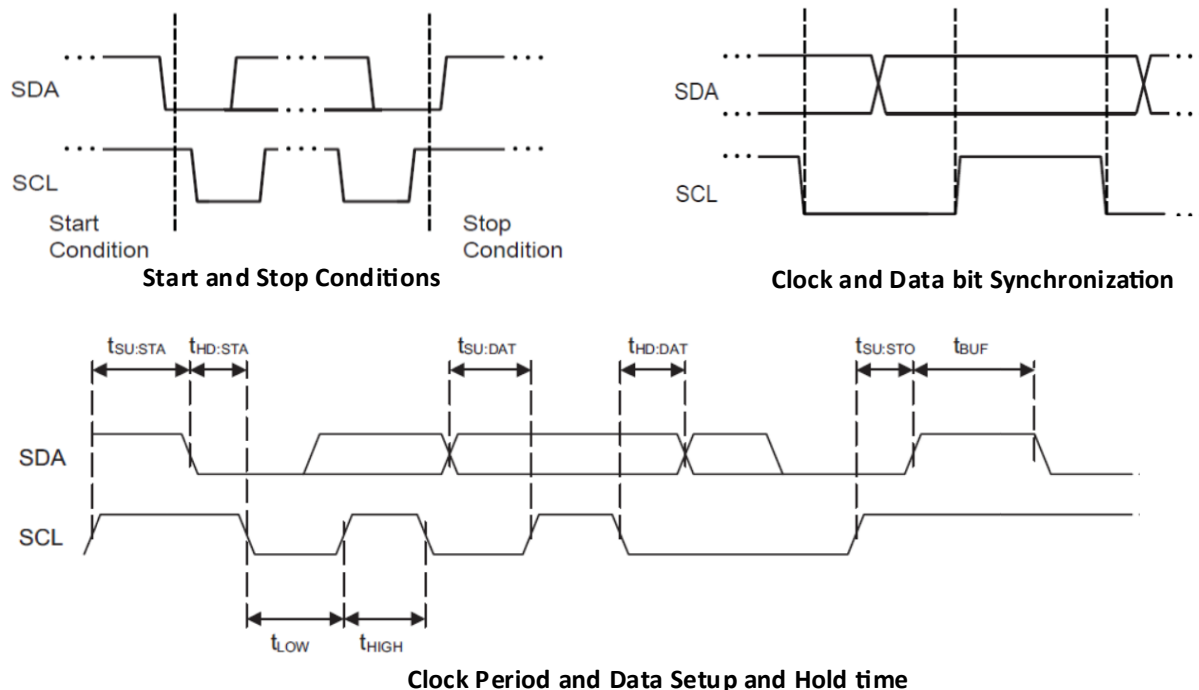 SDA
SCL
Start
Condition
Stop
Condition
Start and Stop Conditions
SDA
SCL
Clock and Data bit Synchronization
tSU:STA tHD:STA tSU:DAT tHD:DAT tSU:STO tBUF
SDA
SCL
tLOW tHIGH
Clock Period and Data Setup and Hold time